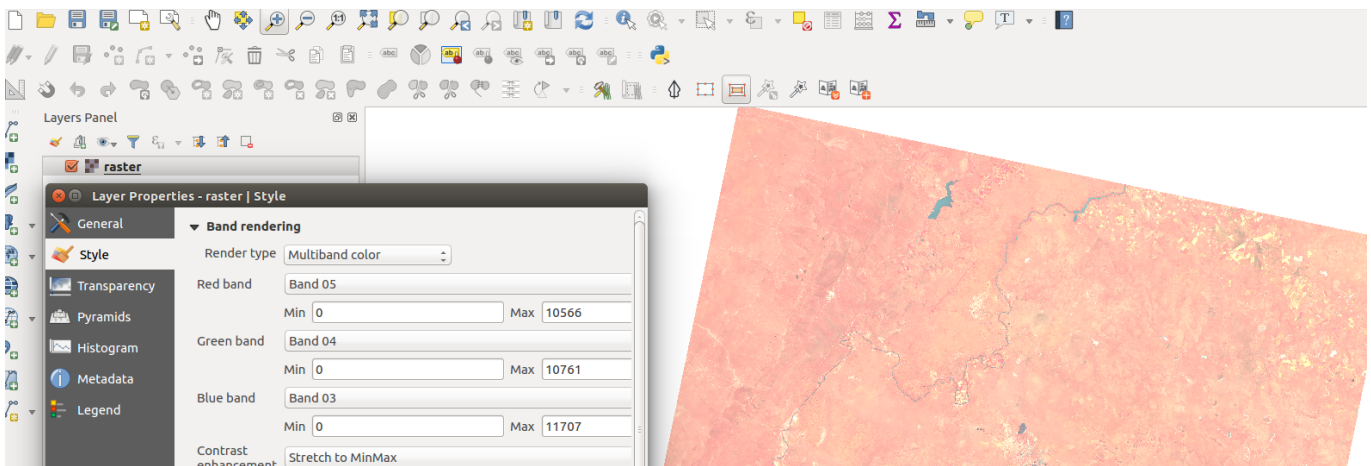 Layers Panel
raster
Layer Properties - raster | Style
General
Style
Transparency
Pyramids
Histogram
Metadata
Legend
Band rendering
Render type Multiband color
Red band Band 05
Min 0 Max 10566
Green band Band 04
Min 0 Max 10761
Blue band Band 03
Min 0 Max 11707
Contrast
enhancement Stretch to MinMax